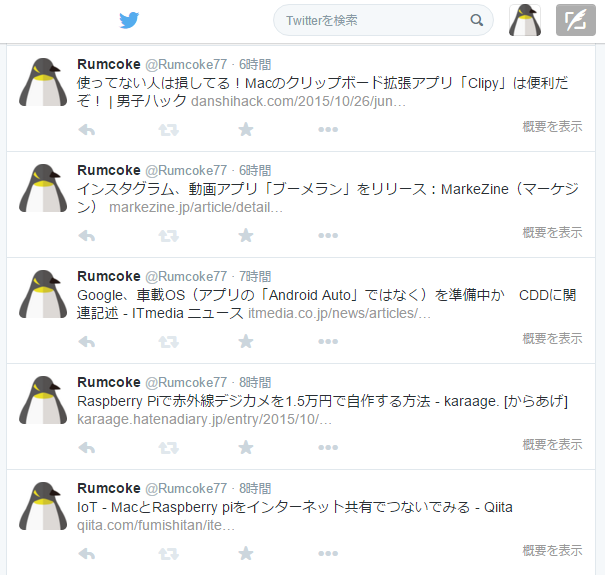 Twitterを検索
Rumcoke @Rumcoke77 · 6時間
使ってない人は損してる！Macのクリップボード拡張アプリ「Clipy」は便利だ
ぞ！ | 男子ハック danshihack.com/2015/10/26/jun…
概要を表示
Rumcoke @Rumcoke77 · 6時間
インスタグラム、動画アプリ「ブーメラン」をリリース：MarkeZine（マーケジ
ン） markezine.jp/article/detail…
概要を表示
Rumcoke @Rumcoke77 · 7時間
Google、車載OS（アプリの「Android Auto」ではなく）を準備中か　CDDに関
連記述 - ITmedia ニュース itmedia.co.jp/news/articles/…
概要を表示
Rumcoke @Rumcoke77 · 8時間
Raspberry Piで赤外線デジカメを1.5万円で自作する方法 - karaage. [からあげ]
karaage.hatenadiary.jp/entry/2015/10/…
概要を表示
Rumcoke @Rumcoke77 · 8時間
IoT - MacとRaspberry piをインターネット共有でつないでみる - Qiita
qiita.com/fumishitan/ite…
概要を表示